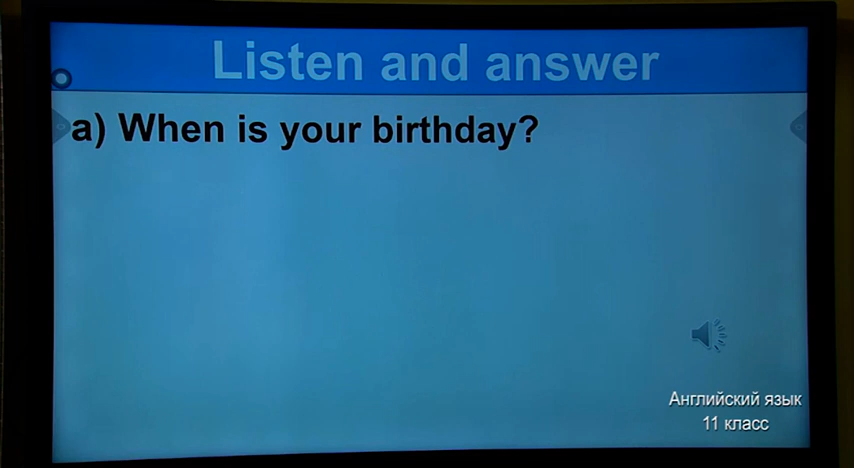 Listen and answer
a) When is your birthday?
Английский язык
11 класс